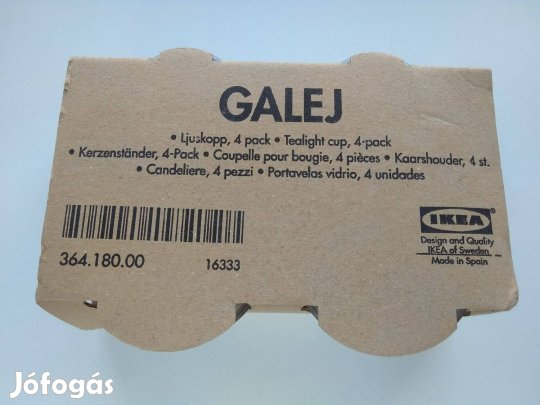 GALEJ
• Ljuskopp, 4 pack • Tealight cup, 4-pack
• Kerzenständer, 4-Pack • Coupelle pour bougie, 4 pièces • Kaarshouder, 4 st.
• Candeliere, 4 pezzi • Portavelas vidrio, 4 unidades
364.180.00 16333
IKEA
Design and Quality
IKEA of Sweden
Made in Spain
Jófogás